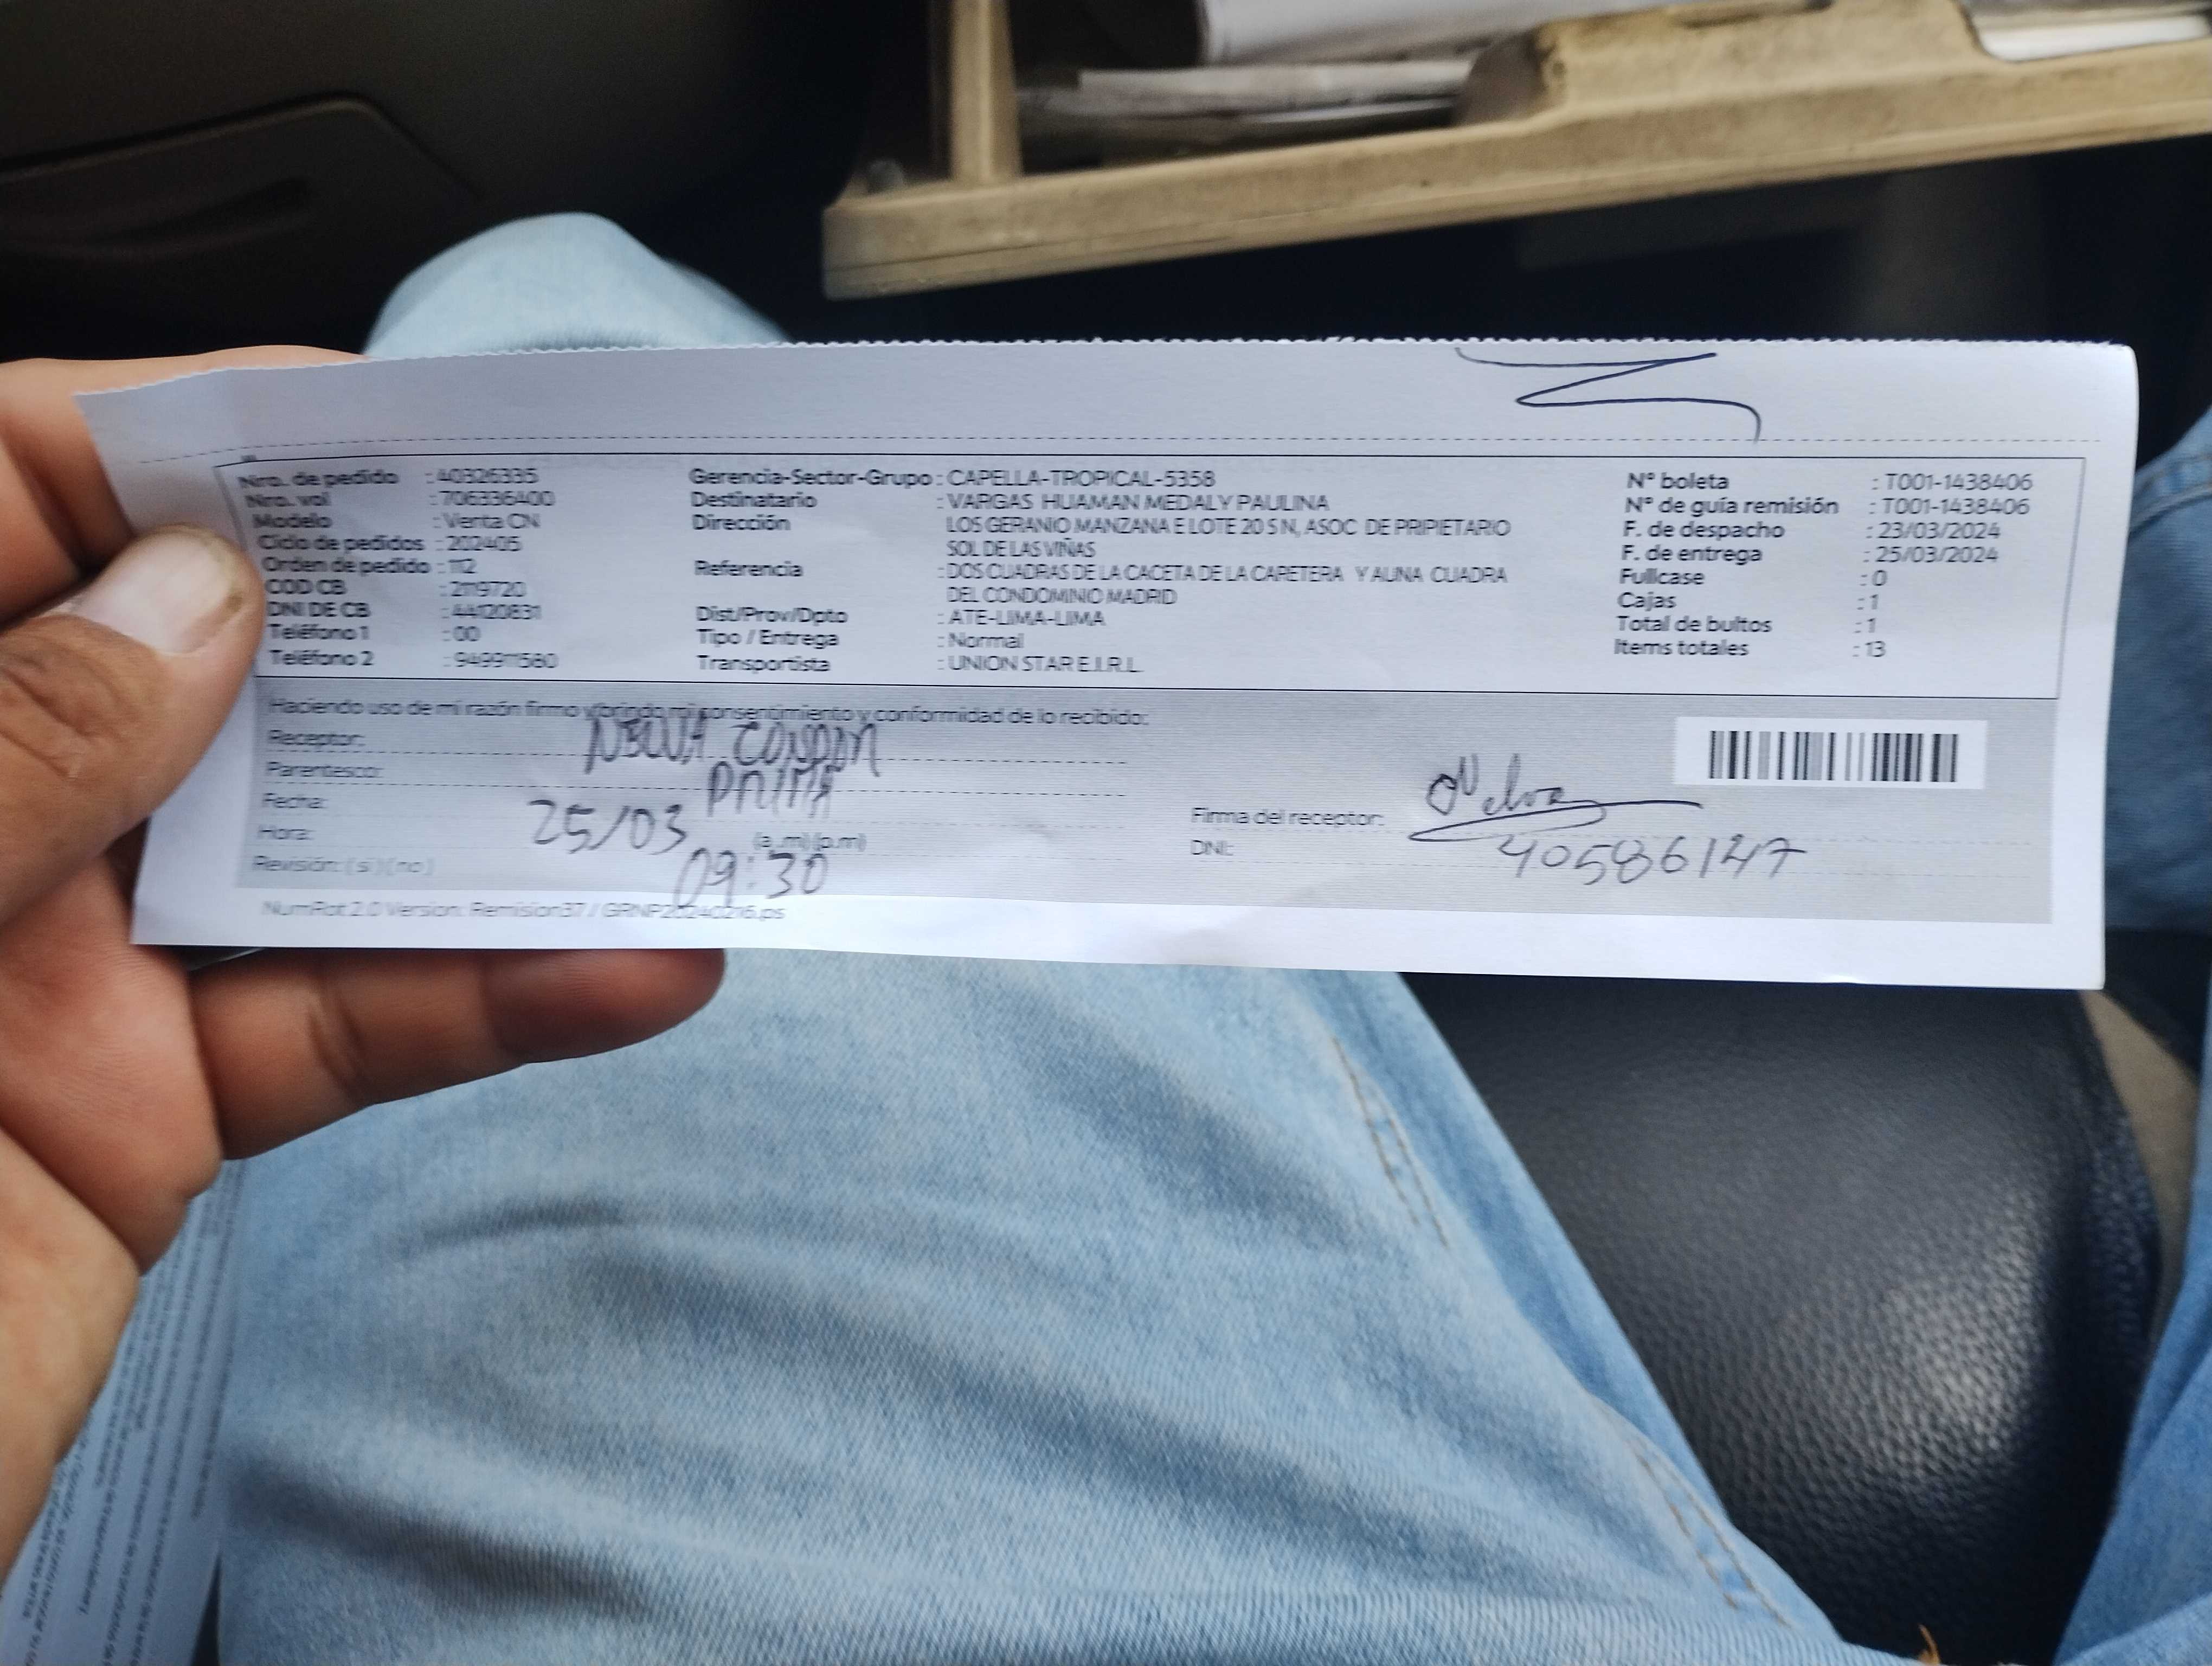 Nro. de pedido : 40326335
Nro. vol : 706336400
Modelo : Venta CN
Ciclo de pedidos : 202405
Orden de pedido : 112
COD CB : 2119720
DNI DE CB : 44120831
Teléfono 1 : 00
Teléfono 2 : 949911580
Gerencia-Sector-Grupo : CAPELLA-TROPICAL-5358
Destinatario : VARGAS HUAMAN MEDALY PAULINA
Dirección LOS GERANIO MANZANA E LOTE 20 S N, ASOC DE PRIPIETARIO
SOL DE LAS VIÑAS
Referencia : DOS CUADRAS DE LA CACETA DE LA CARETERA Y AUNA CUADRA
DEL CONDOMINIO MADRID
Dist/Prov/Dpto : ATE-LIMA-LIMA
Tipo / Entrega : Normal
Transportista : UNION STAR E.I.R.L.
N° boleta : T001-1438406
N° de guía remisión : T001-1438406
F. de despacho : 23/03/2024
F. de entrega : 25/03/2024
Fullcase : 0
Cajas : 1
Total de bultos : 1
Items totales : 13
Haciendo uso de mi razón firmo y brindo mi consentimiento y conformidad de lo recibido:
Receptor:
Parentesco:
Fecha: 25/03
Hora: (a.m) (p.m) 09:30
Revisión: ( si ) ( no )
Firma del receptor: Nelva
DNI: 40586147
NumRot 2.0 Version: Remision37 / GRNP20240216.ps